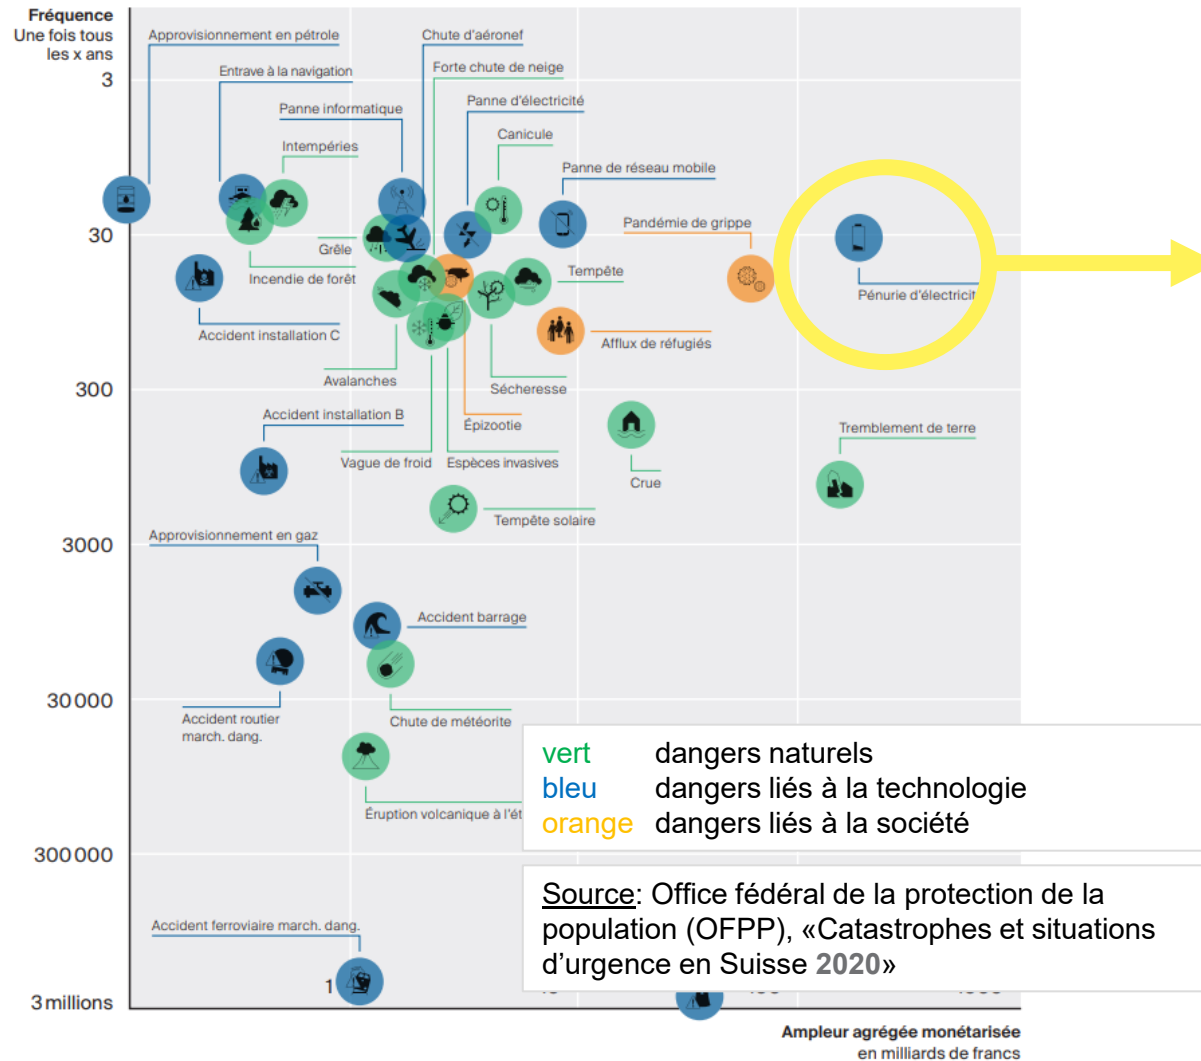 Fréquence
Une fois tous
les x ans
Approvisionnement en pétrole
Chute d'aéronef
Entrave à la navigation
Forte chute de neige
3
Panne informatique
Panne d'électricité
Canicule
Intempéries
Panne de réseau mobile
Pandémie de grippe
30
Grêle
Incendie de forêt
Tempête
Pénurie d'électricit
Accident installation C
Afflux de réfugiés
Avalanches
Sécheresse
300
Accident installation B
Épizootie
Tremblement de terre
Vague de froid
Espèces invasives
Crue
Tempête solaire
Approvisionnement en gaz
3000
Accident barrage
30 000
Accident routier
march. dang.
Chute de météorite
vert dangers naturels
bleu dangers liés à la technologie
orange dangers liés à la société
Éruption volcanique à l'ét
300 000
Source: Office fédéral de la protection de la
population (OFPP), «Catastrophes et situations
d'urgence en Suisse 2020»
Accident ferroviaire march. dang.
1
3 millions
Ampleur agrégée monétarisée
en milliards de francs